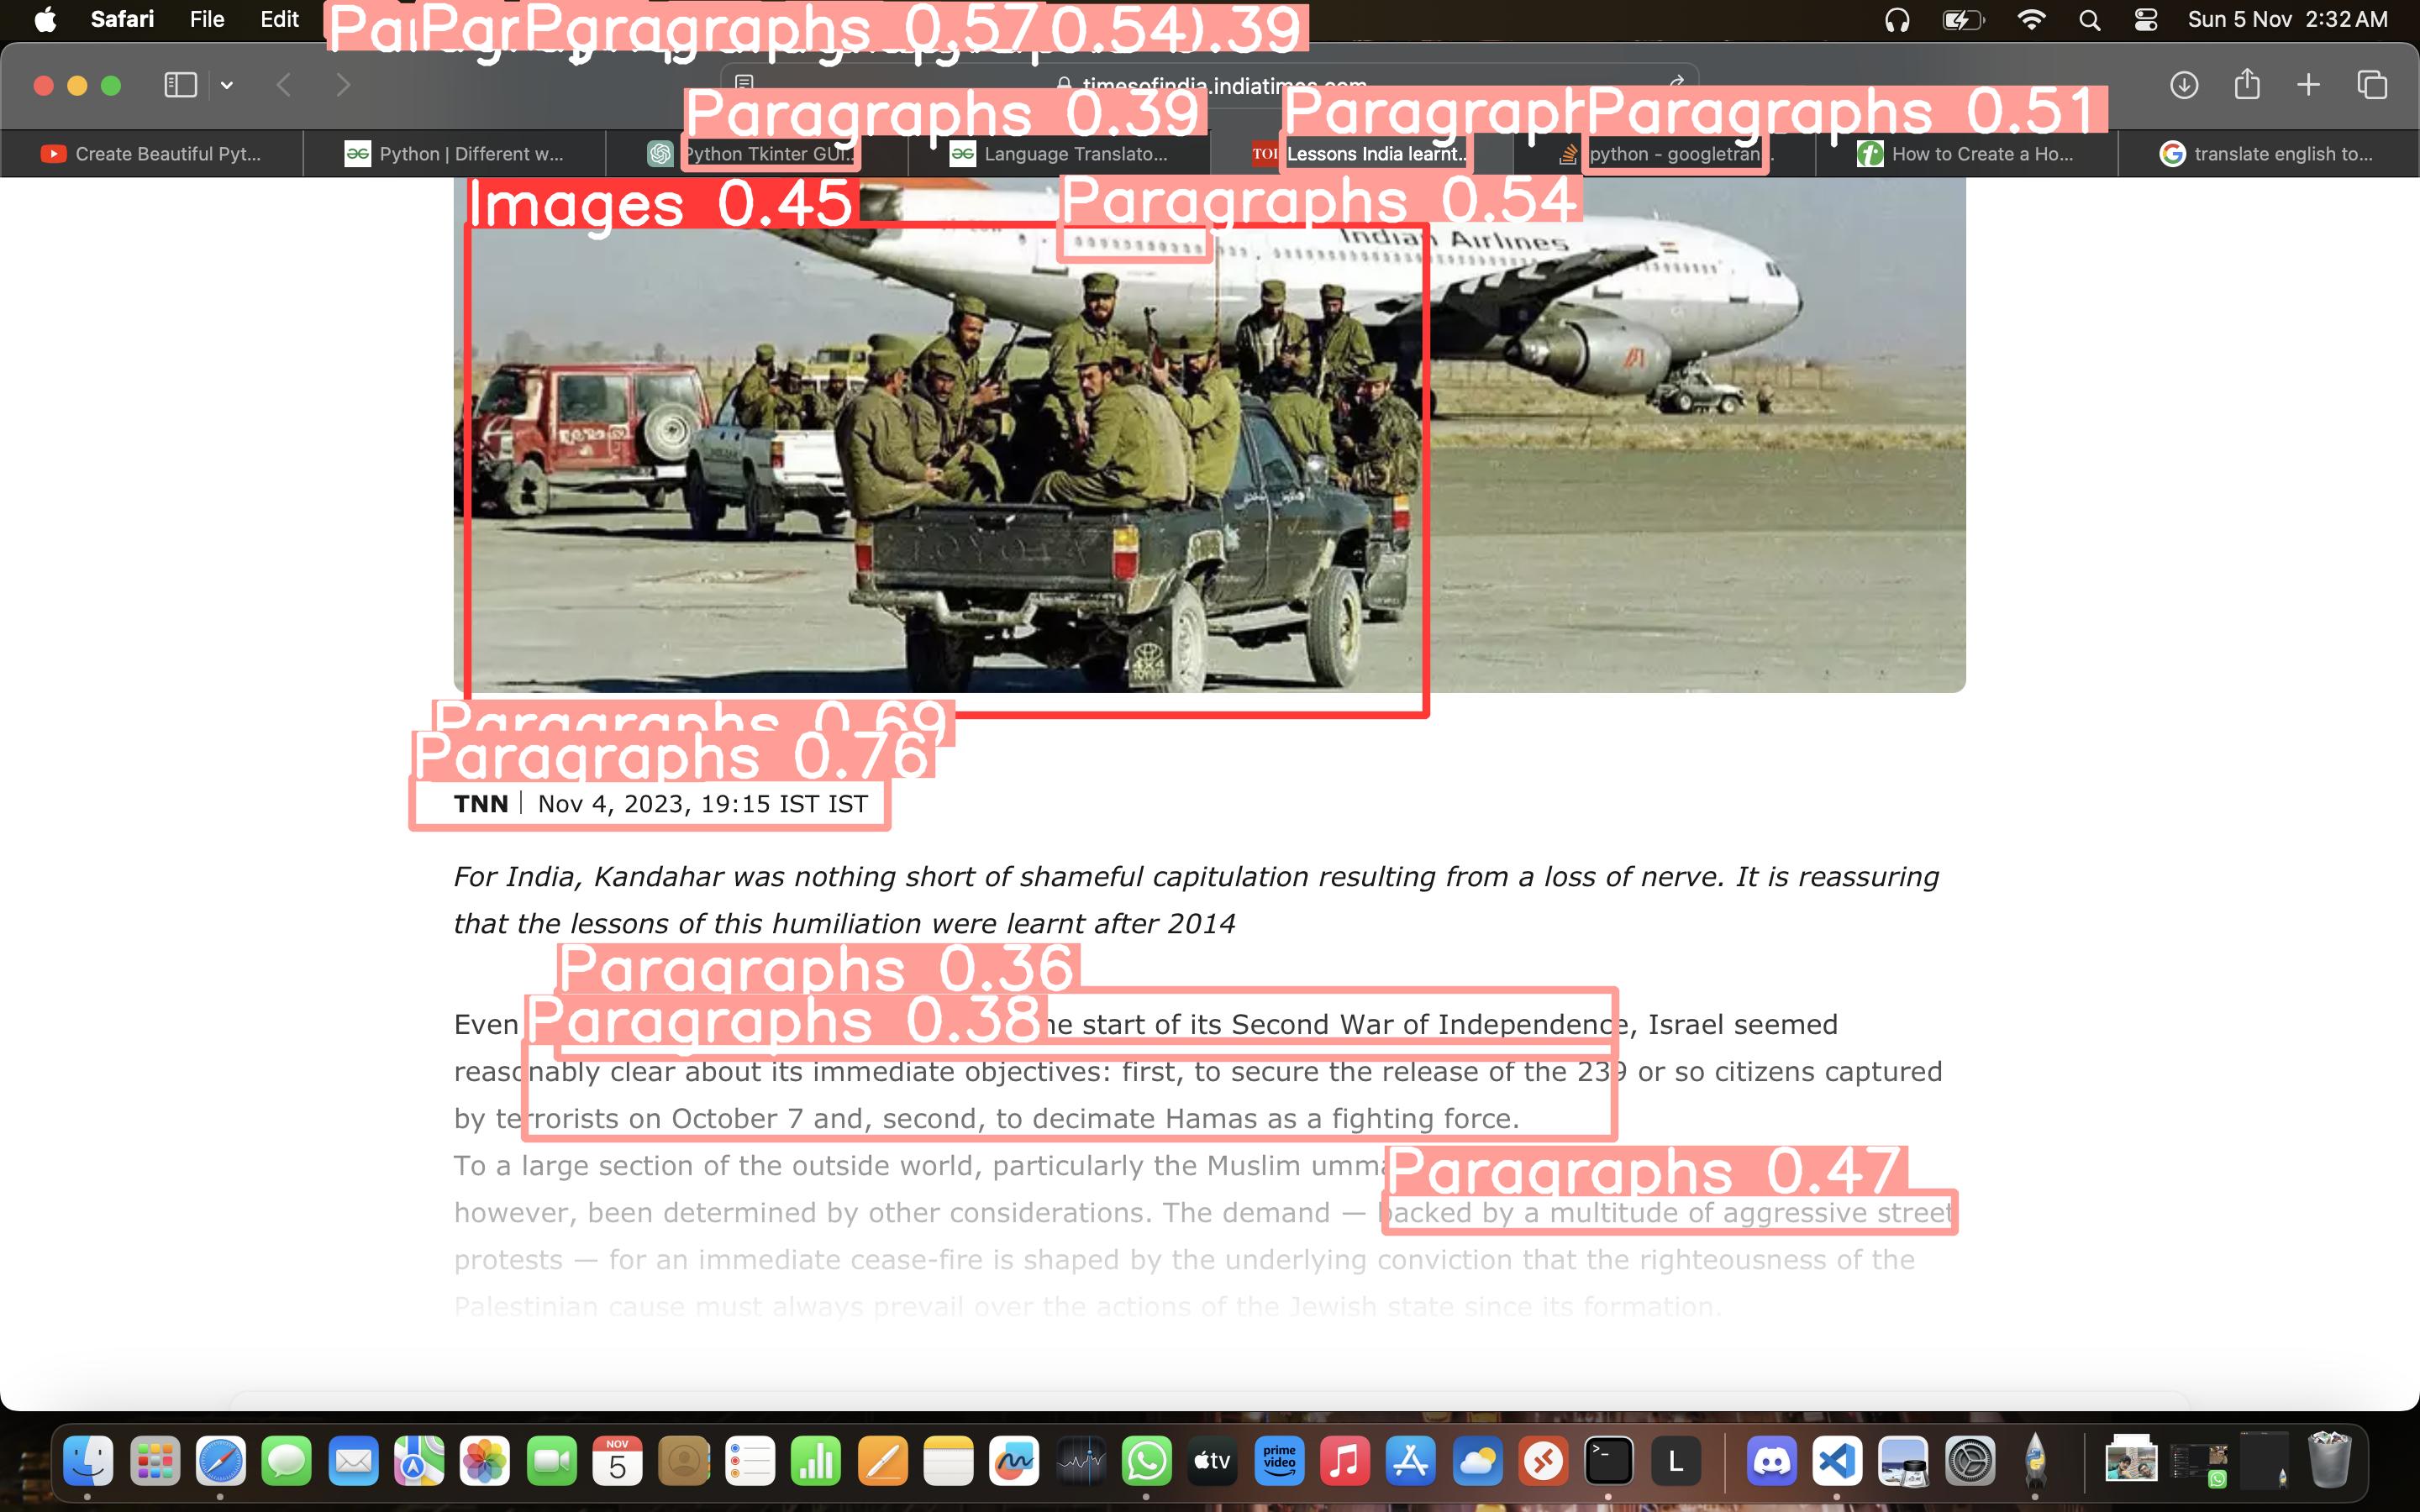 Safari File Edit Paragraphs 0.57 0.54 .39 Sun 5 Nov 2:32 AM
timesofindia.indiatimes.com
Paragraphs 0.39 Paragraphs 0.51
Create Beautiful Pyt... Python | Different w... Python Tkinter GUI... Language Translato... TOI Lessons India learnt... python - googletran... How to Create a Ho... translate english to...
Images 0.45 Paragraphs 0.54
Indian Airlines
TOYOTA
4X4
TOYOTA
Paragraphs 0.69
Paragraphs 0.76
TNN | Nov 4, 2023, 19:15 IST IST
For India, Kandahar was nothing short of shameful capitulation resulting from a loss of nerve. It is reassuring
that the lessons of this humiliation were learnt after 2014
Paragraphs 0.36
Even Paragraphs 0.38 start of its Second War of Independence, Israel seemed
reasonably clear about its immediate objectives: first, to secure the release of the 239 or so citizens captured
by terrorists on October 7 and, second, to decimate Hamas as a fighting force.
To a large section of the outside world, particularly the Muslim Paragraphs 0.47
however, been determined by other considerations. The demand — backed by a multitude of aggressive street
protests — for an immediate cease-fire is shaped by the underlying conviction that the righteousness of the
Palestinian cause must always prevail over the actions of the Jewish state since its formation.
NOV
5 tv prime video L